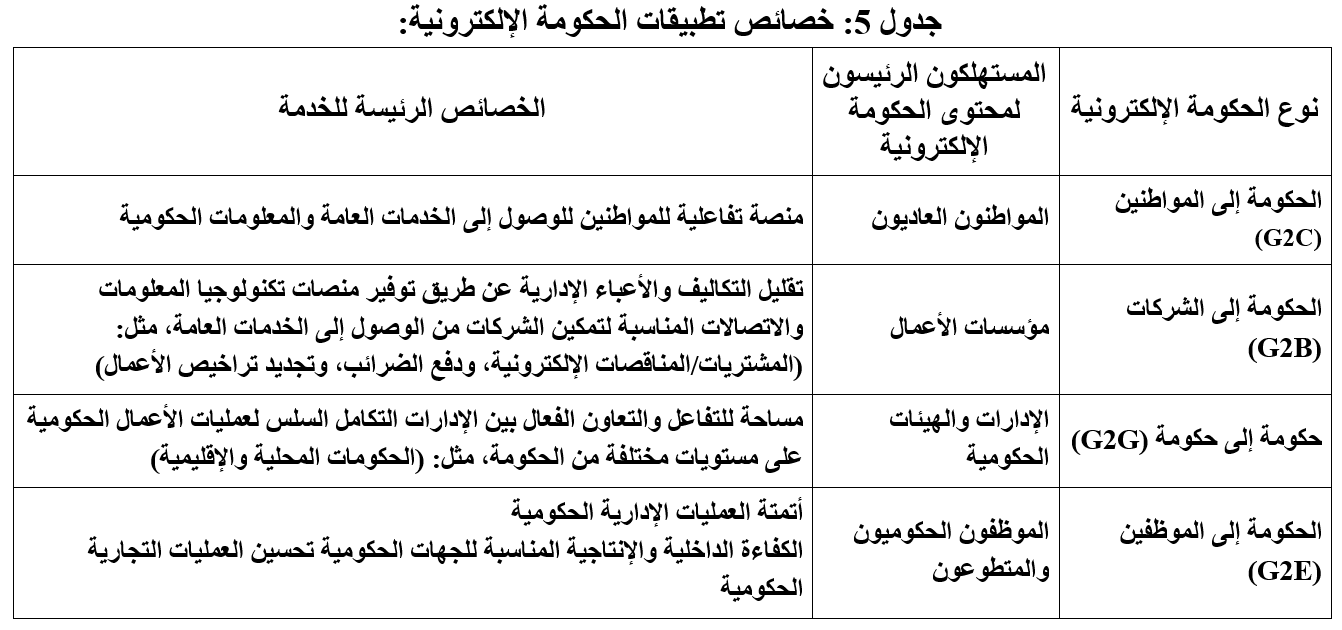 جدول 5: خصائص تطبيقات الحكومة الإلكترونية:
نوع الحكومة الإلكترونية
المستهلكون الرئيسون
لمحتوى الحكومة
الإلكترونية
الخصائص الرئيسة للخدمة
الحكومة إلى المواطنين
(G2C)
المواطنون العاديون
منصة تفاعلية للمواطنين للوصول إلى الخدمات العامة والمعلومات الحكومية
الحكومة إلى الشركات
(G2B)
مؤسسات الأعمال
تقليل التكاليف والأعباء الإدارية عن طريق توفير منصات تكنولوجيا المعلومات
والاتصالات المناسبة لتمكين الشركات من الوصول إلى الخدمات العامة، مثل:
(المشتريات/المناقصات الإلكترونية، ودفع الضرائب، وتجديد تراخيص الأعمال)
حكومة إلى حكومة (G2G)
الإدارات والهيئات
الحكومية
مساحة للتفاعل والتعاون الفعال بين الإدارات التكامل السلس لعمليات الأعمال الحكومية
على مستويات مختلفة من الحكومة، مثل: (الحكومات المحلية والإقليمية)
الحكومة إلى الموظفين
(G2E)
الموظفون الحكوميون
والمتطوعون
أتمتة العمليات الإدارية الحكومية
الكفاءة الداخلية والإنتاجية المناسبة للجهات الحكومية تحسين العمليات التجارية
الحكومية